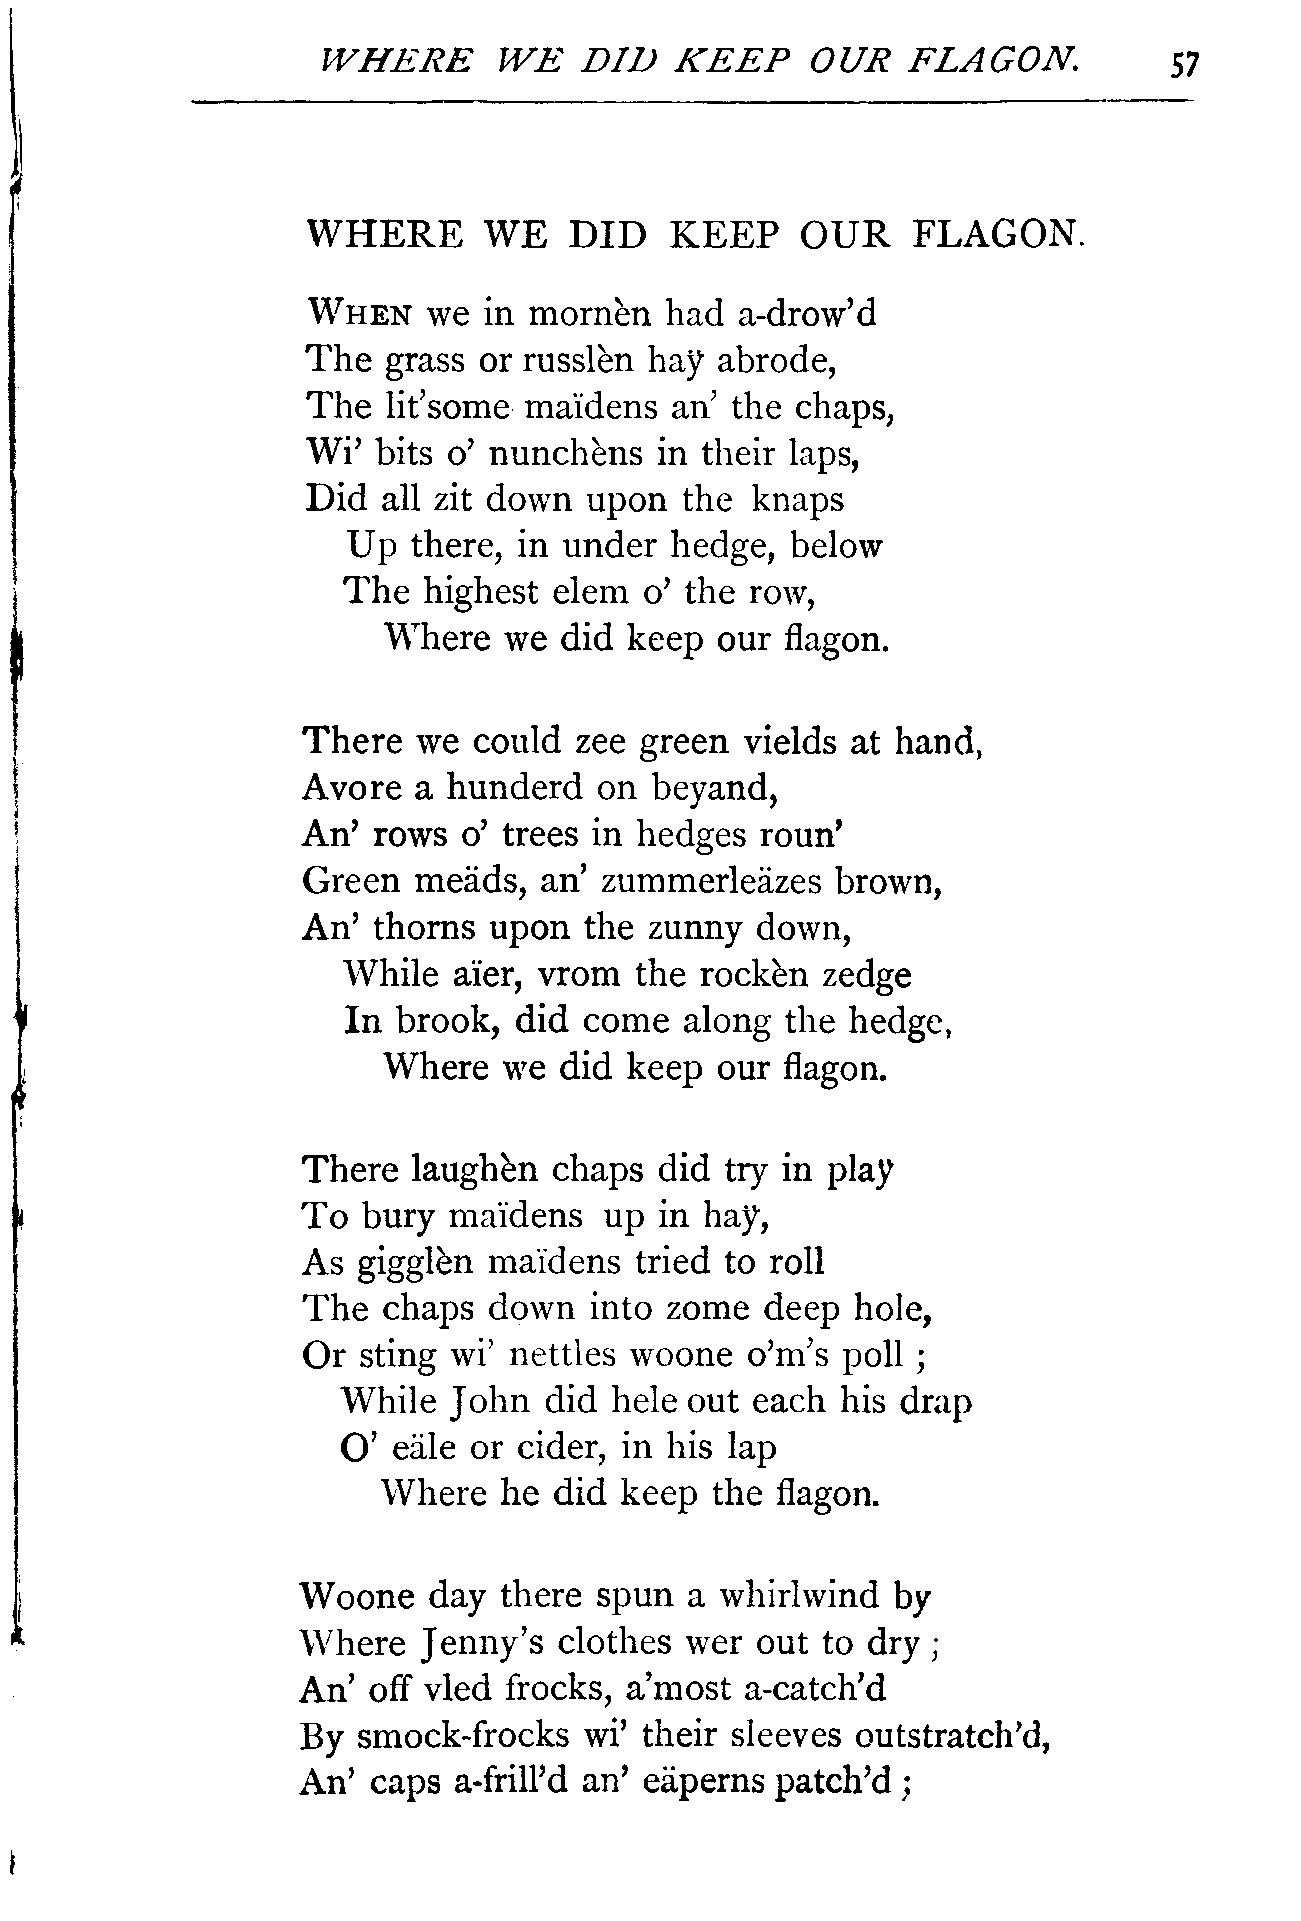 WHERE WE DID KEEP OUR FLAGON. 57
WHERE WE DID KEEP OUR FLAGON.
WHEN we in mornèn had a-drow'd
The grass or russlèn haÿ abrode,
The lit'some maïdens an' the chaps,
Wi' bits o' nunchèns in their laps,
Did all zit down upon the knaps
Up there, in under hedge, below
The highest elem o' the row,
Where we did keep our flagon.
There we could zee green vields at hand,
Avore a hunderd on beyand,
An' rows o' trees in hedges roun'
Green meäds, an' zummerleäzes brown,
An' thorns upon the zunny down,
While aïer, vrom the rockèn zedge
In brook, did come along the hedge,
Where we did keep our flagon.
There laughèn chaps did try in plaÿ
To bury maïdens up in haÿ,
As gigglèn maïdens tried to roll
The chaps down into zome deep hole,
Or sting wi' nettles woone o'm's poll ;
While John did hele out each his drap
O' eäle or cider, in his lap
Where he did keep the flagon.
Woone day there spun a whirlwind by
Where Jenny's clothes wer out to dry ;
An' off vled frocks, a'most a-catch'd
By smock-frocks wi' their sleeves outstratch'd,
An' caps a-frill'd an' eäperns patch'd ;